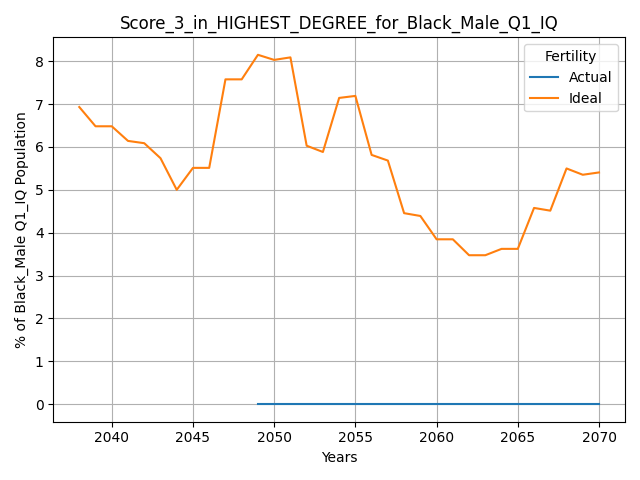 Score_3_in_HIGHEST_DEGREE_for_Black_Male_Q1_IQ
Fertility
Actual
Ideal
% of Black_Male Q1_IQ Population
8
7
6
5
4
3
2
1
0
2040 2045 2050 2055 2060 2065 2070
Years